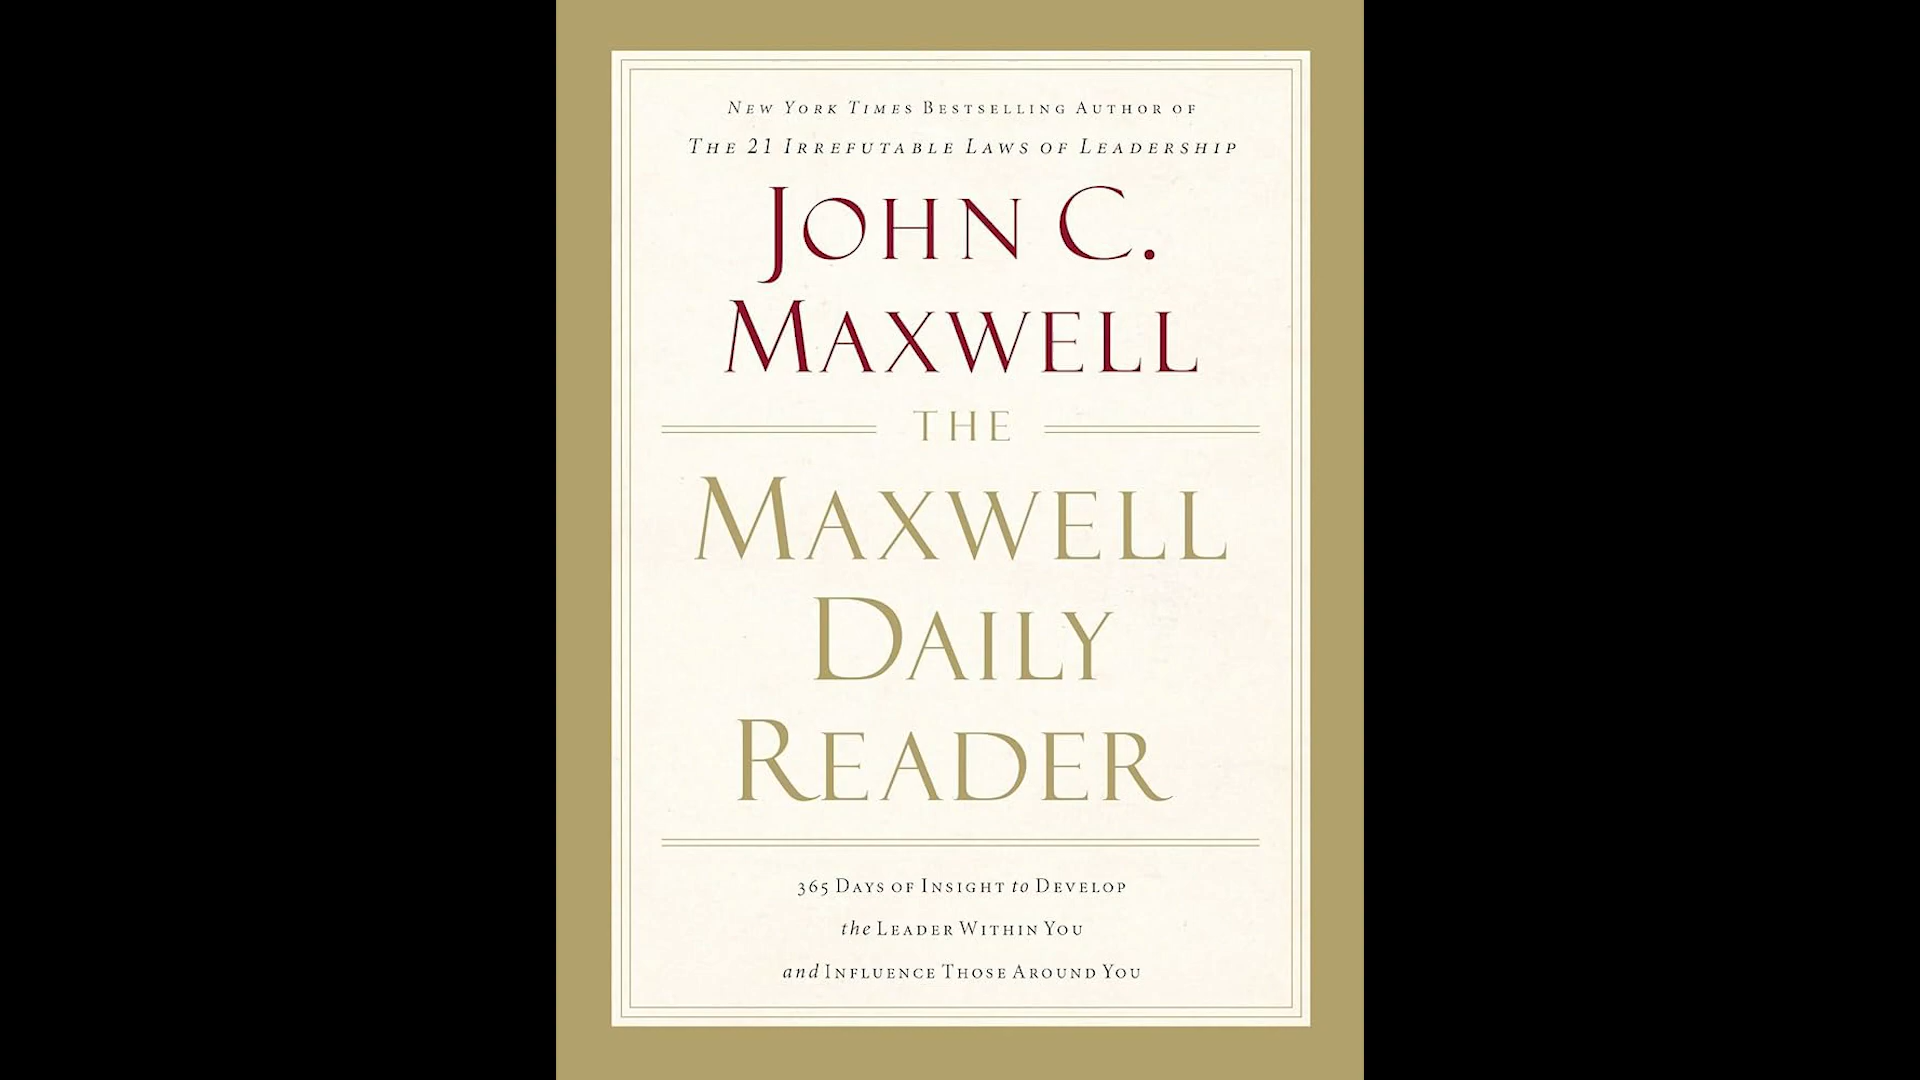 New York Times Bestselling Author of
The 21 Irrefutable Laws of Leadership
John C.
Maxwell
The
Maxwell
Daily
Reader
365 Days of Insight to Develop
the Leader Within You
and Influence Those Around You